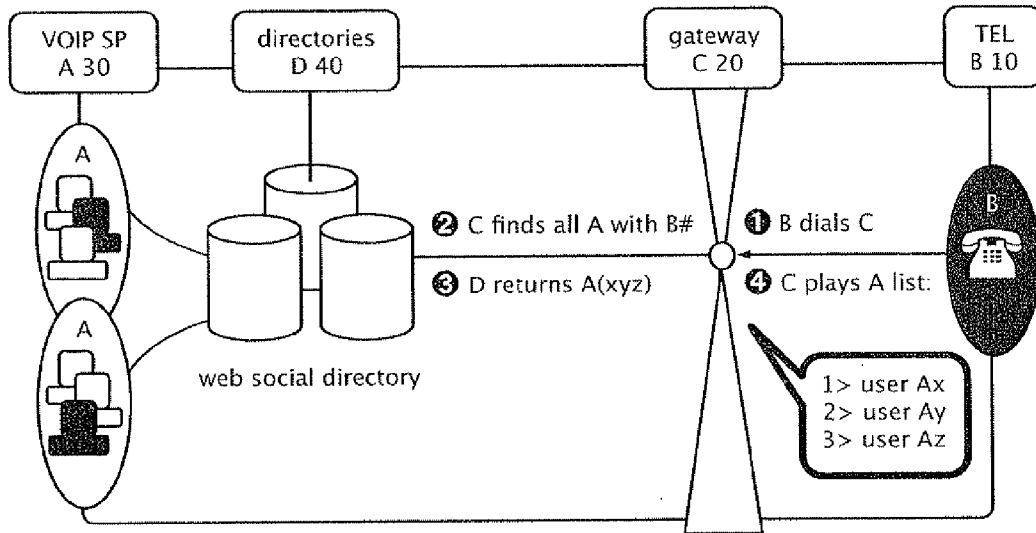 VOIP SP
A 30
directories
D 40
gateway
C 20
TEL
B 10
A
B
❷ C finds all A with B#
❶ B dials C
❸ D returns A(xyz)
❹ C plays A list:
A
web social directory
1> user Ax
2> user Ay
3> user Az